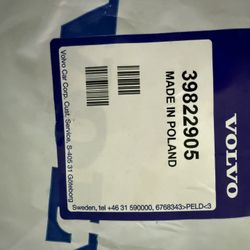 VOLVO
39822905
MADE IN POLAND
Volvo Car Corp. Cust. Service, S-405 31 Göteborg
Sweden, tel +46 31 590000, 6768343>PELD<3